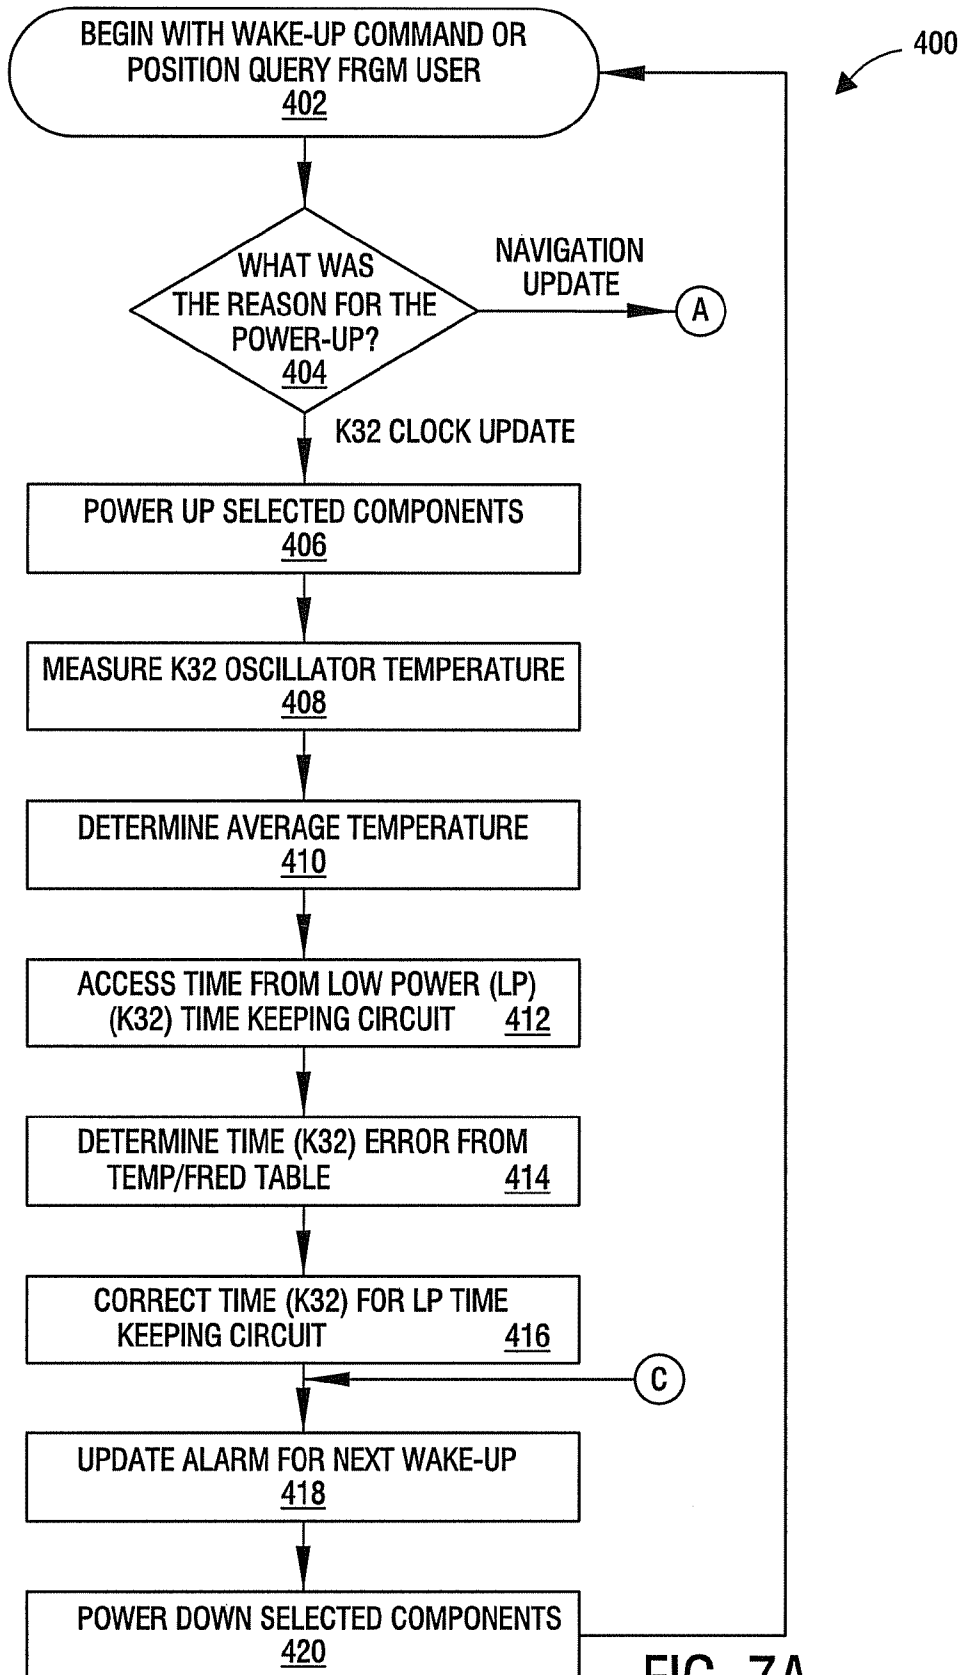 BEGIN WITH WAKE-UP COMMAND OR
POSITION QUERY FRGM USER
402
400
WHAT WAS
THE REASON FOR THE
POWER-UP?
404
NAVIGATION
UPDATE
A
K32 CLOCK UPDATE
POWER UP SELECTED COMPONENTS
406
MEASURE K32 OSCILLATOR TEMPERATURE
408
DETERMINE AVERAGE TEMPERATURE
410
ACCESS TIME FROM LOW POWER (LP)
(K32) TIME KEEPING CIRCUIT 412
DETERMINE TIME (K32) ERROR FROM
TEMP/FRED TABLE 414
CORRECT TIME (K32) FOR LP TIME
KEEPING CIRCUIT 416
C
UPDATE ALARM FOR NEXT WAKE-UP
418
POWER DOWN SELECTED COMPONENTS
420
FIG. 7A